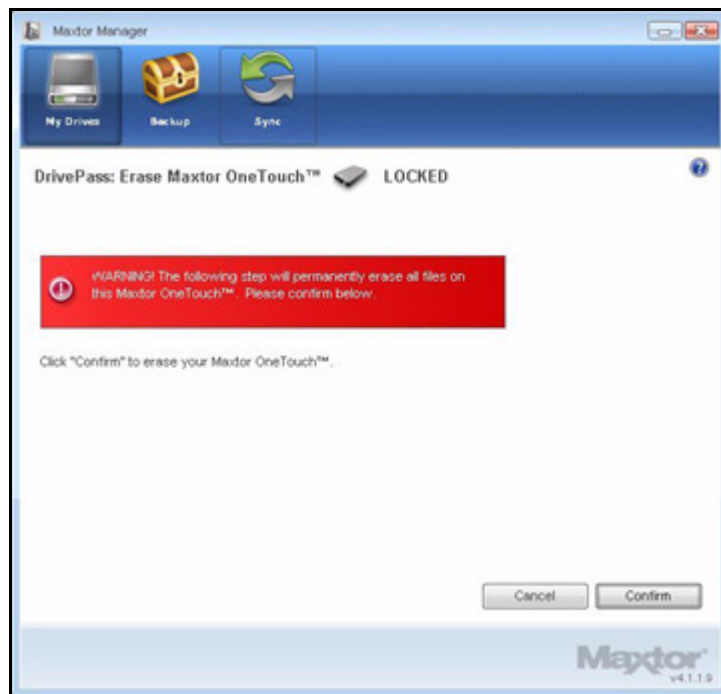 Maxtor Manager
My Drives Backup Sync
DrivePass: Erase Maxtor OneTouch™ LOCKED
WARNING! The following step will permanently erase all files on
this Maxtor OneTouch™. Please confirm below.
Click "Confirm" to erase your Maxtor OneTouch™.
Cancel Confirm
Maxtor
v4.1.1.9